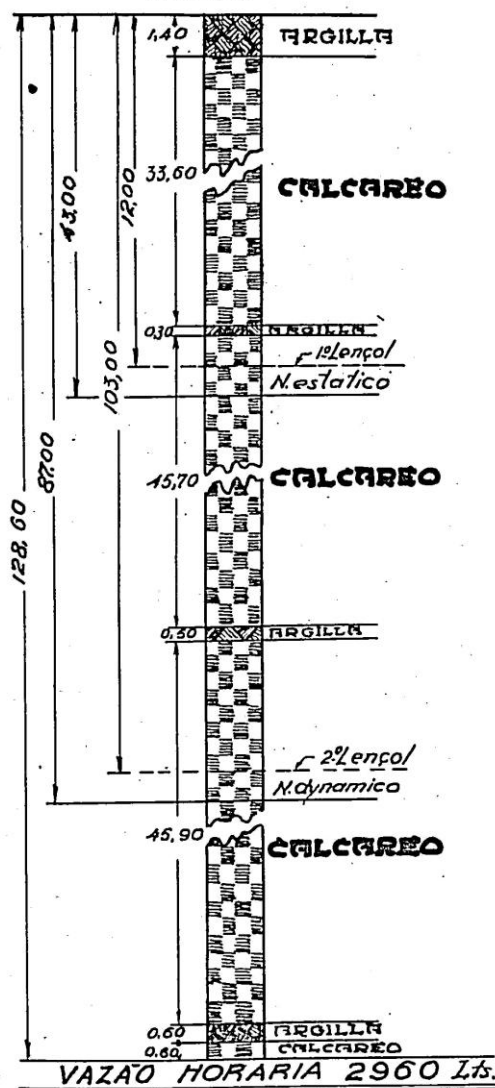 1,40
ARGILLA
33,60
CALCAREO
43,00
12,00
0,30
ARGILLA
1º Lençol
N. estatico
103,00
87,00
128,60
45,70
CALCAREO
0,50
ARGILLA
2º Lençol
N. dynamico
45,90
CALCAREO
0,60
ARGILLA
0,60
CALCAREO
VAZÃO HORARIA 2960 Lts.